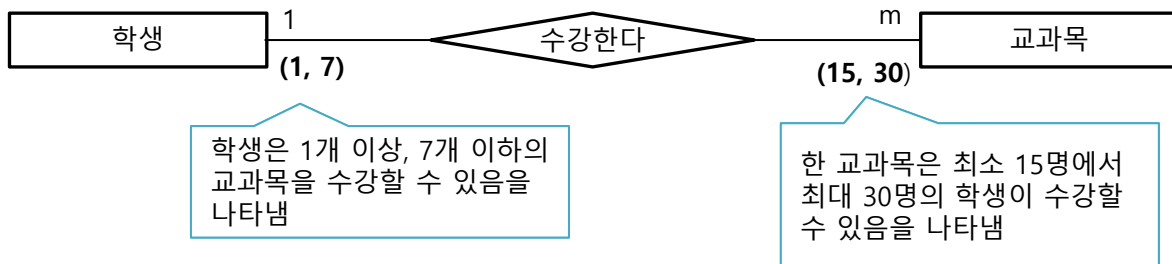 학생
1
수강한다
m
교과목
(1, 7)
(15, 30)
학생은 1개 이상, 7개 이하의
교과목을 수강할 수 있음을
나타냄
한 교과목은 최소 15명에서
최대 30명의 학생이 수강할
수 있음을 나타냄